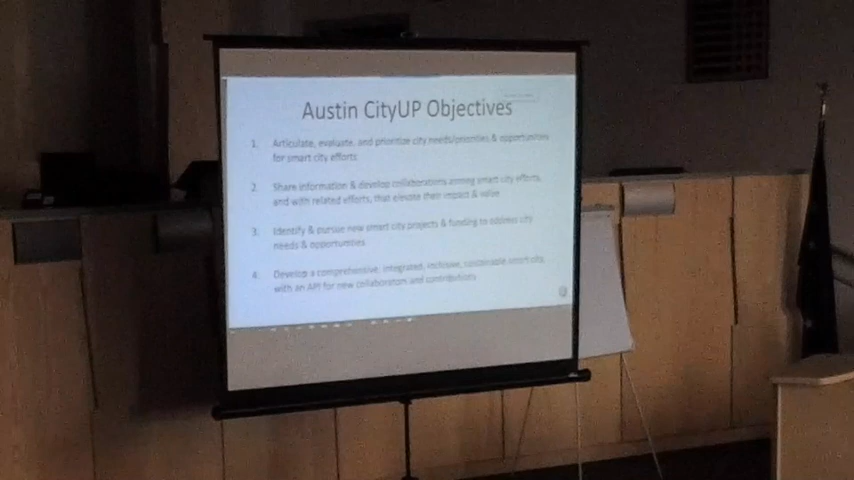 Austin CityUP Objectives
1. Articulate, evaluate, and prioritize city needs/priorities & opportunities
for smart city efforts
2. Share information & develop collaborations among smart city efforts,
and with related efforts, that elevate their impact & value
3. Identify & pursue new smart city projects & funding to address city
needs & opportunities
4. Develop a comprehensive, integrated, inclusive, sustainable smart city,
with an API for new collaborators and contributors